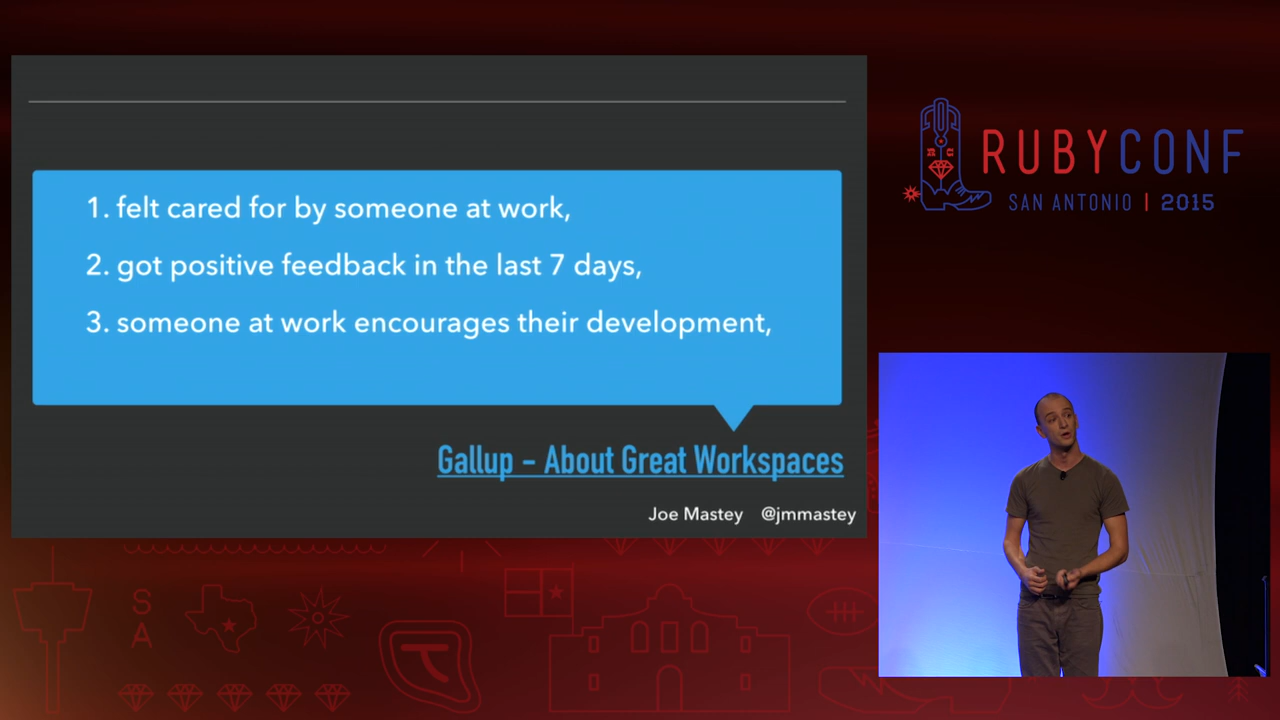 1. felt cared for by someone at work,
2. got positive feedback in the last 7 days,
3. someone at work encourages their development,
Gallup – About Great Workspaces
Joe Mastey @jmmastey
RUBYCONF
SAN ANTONIO | 2015
S
A